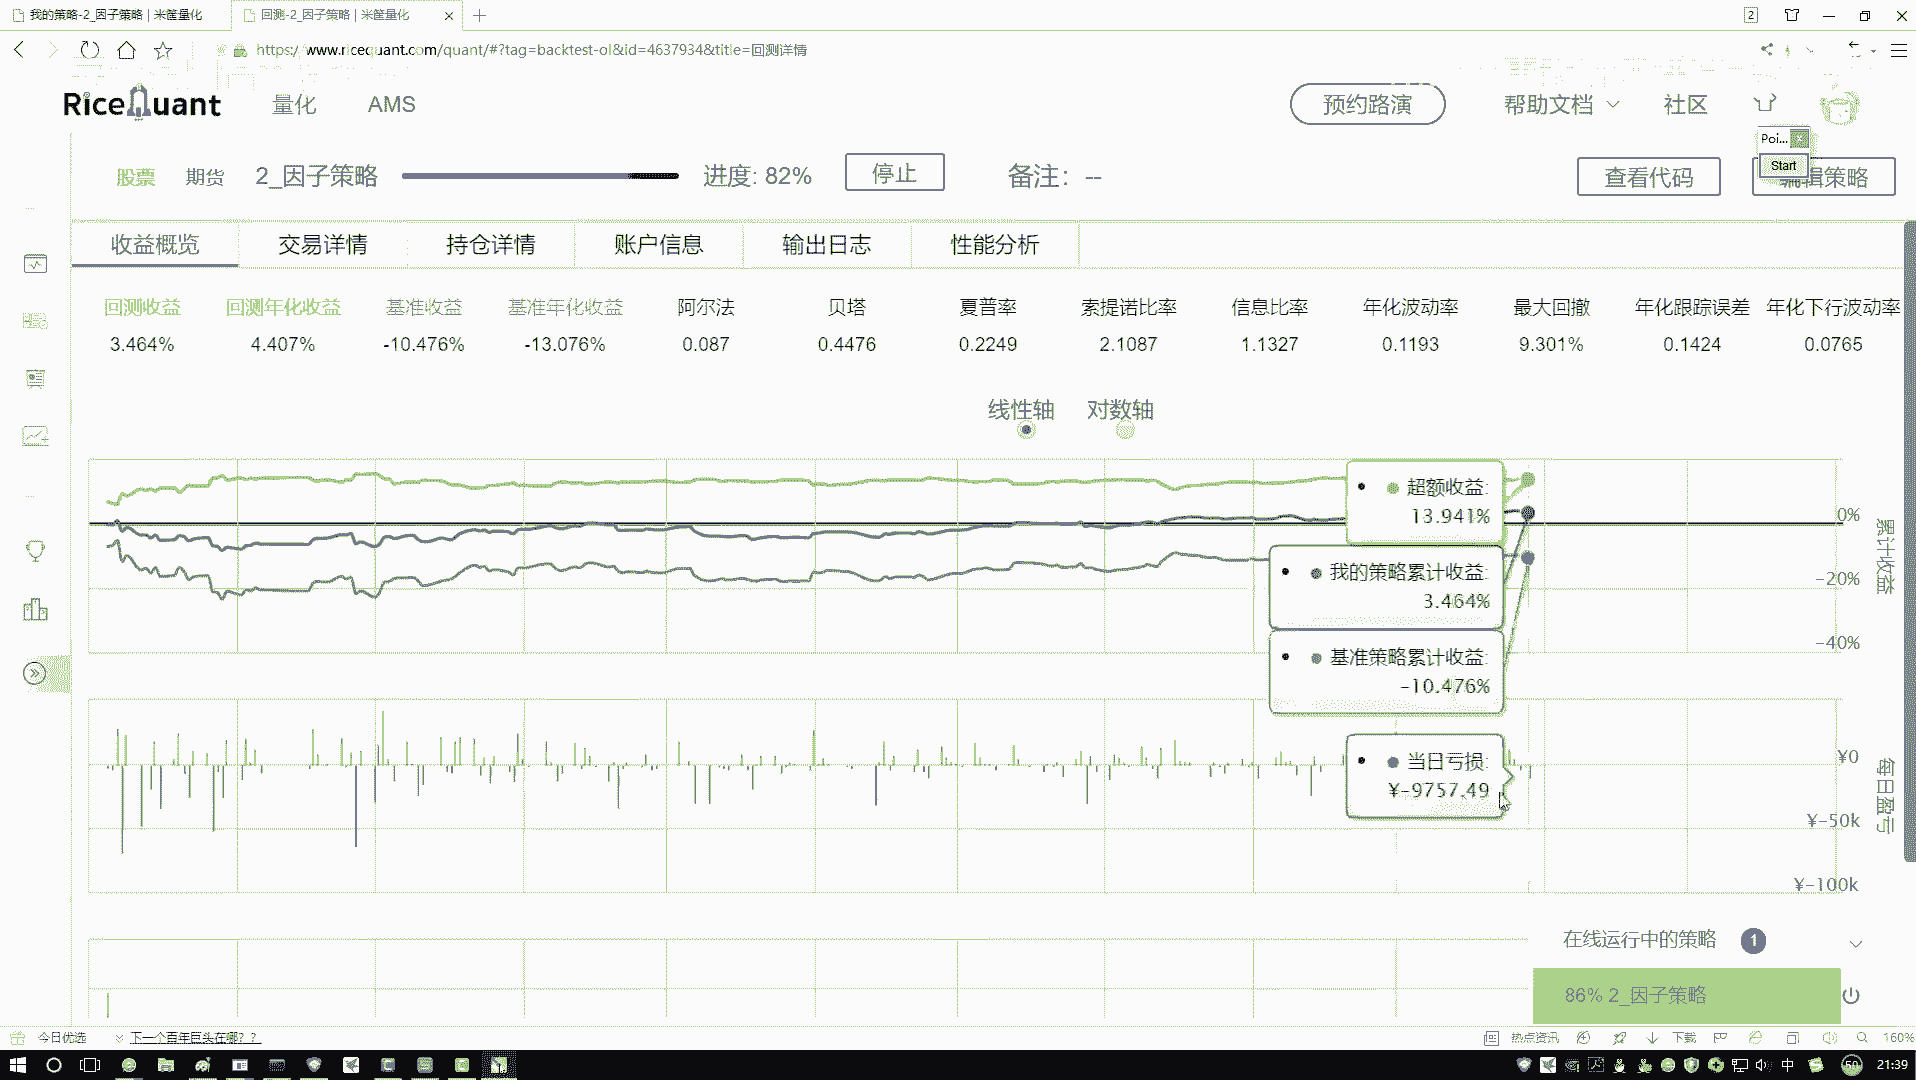 我的策略-2_因子策略 | 米筐量化
回测-2_因子策略 | 米筐量化
2
https://www.ricequant.com/quant/#?tag=backtest-ol&id=4637934&title=回测详情
RiceQuant 量化 AMS 预约路演 帮助文档 社区
Poi...
Start
股票 期货 2_因子策略 进度: 82% 停止 备注: -- 查看代码 编辑策略
收益概览 交易详情 持仓详情 账户信息 输出日志 性能分析
回测收益 回测年化收益 基准收益 基准年化收益 阿尔法 贝塔 夏普率 索提诺比率 信息比率 年化波动率 最大回撤 年化跟踪误差 年化下行波动率
3.464% 4.407% -10.476% -13.076% 0.087 0.4476 0.2249 2.1087 1.1327 0.1193 9.301% 0.1424 0.0765
线性轴 对数轴
超额收益:
13.941%
我的策略累计收益:
3.464%
基准策略累计收益:
-10.476%
0%
-20%
-40%
累计收益
当日亏损:
¥-9757.49
¥0
¥-50k
¥-100k
每日盈亏
在线运行中的策略 1
86% 2_因子策略
今日优选 下一个百年巨头在哪？？ 热点资讯 下载 160%
中 50 21:39